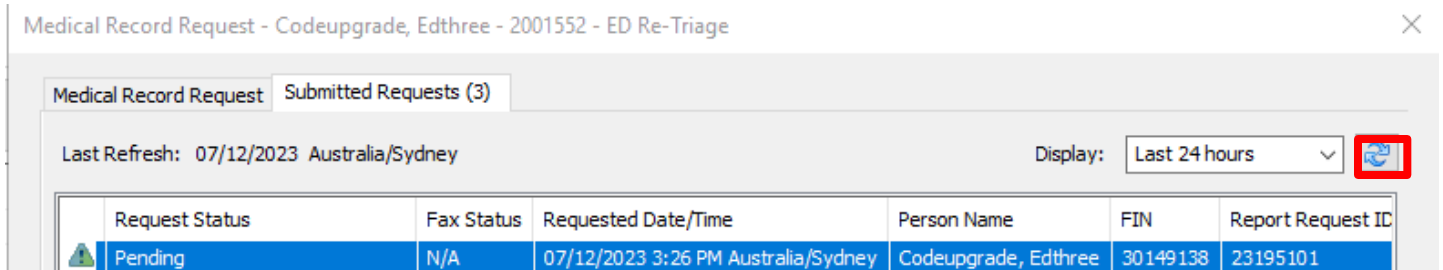 Medical Record Request - Codeupgrade, Edthree - 2001552 - ED Re-Triage
Medical Record Request Submitted Requests (3)
Last Refresh: 07/12/2023 Australia/Sydney Display: Last 24 hours
Request Status Fax Status Requested Date/Time Person Name FIN Report Request ID
Pending N/A 07/12/2023 3:26 PM Australia/Sydney Codeupgrade, Edthree 30149138 23195101